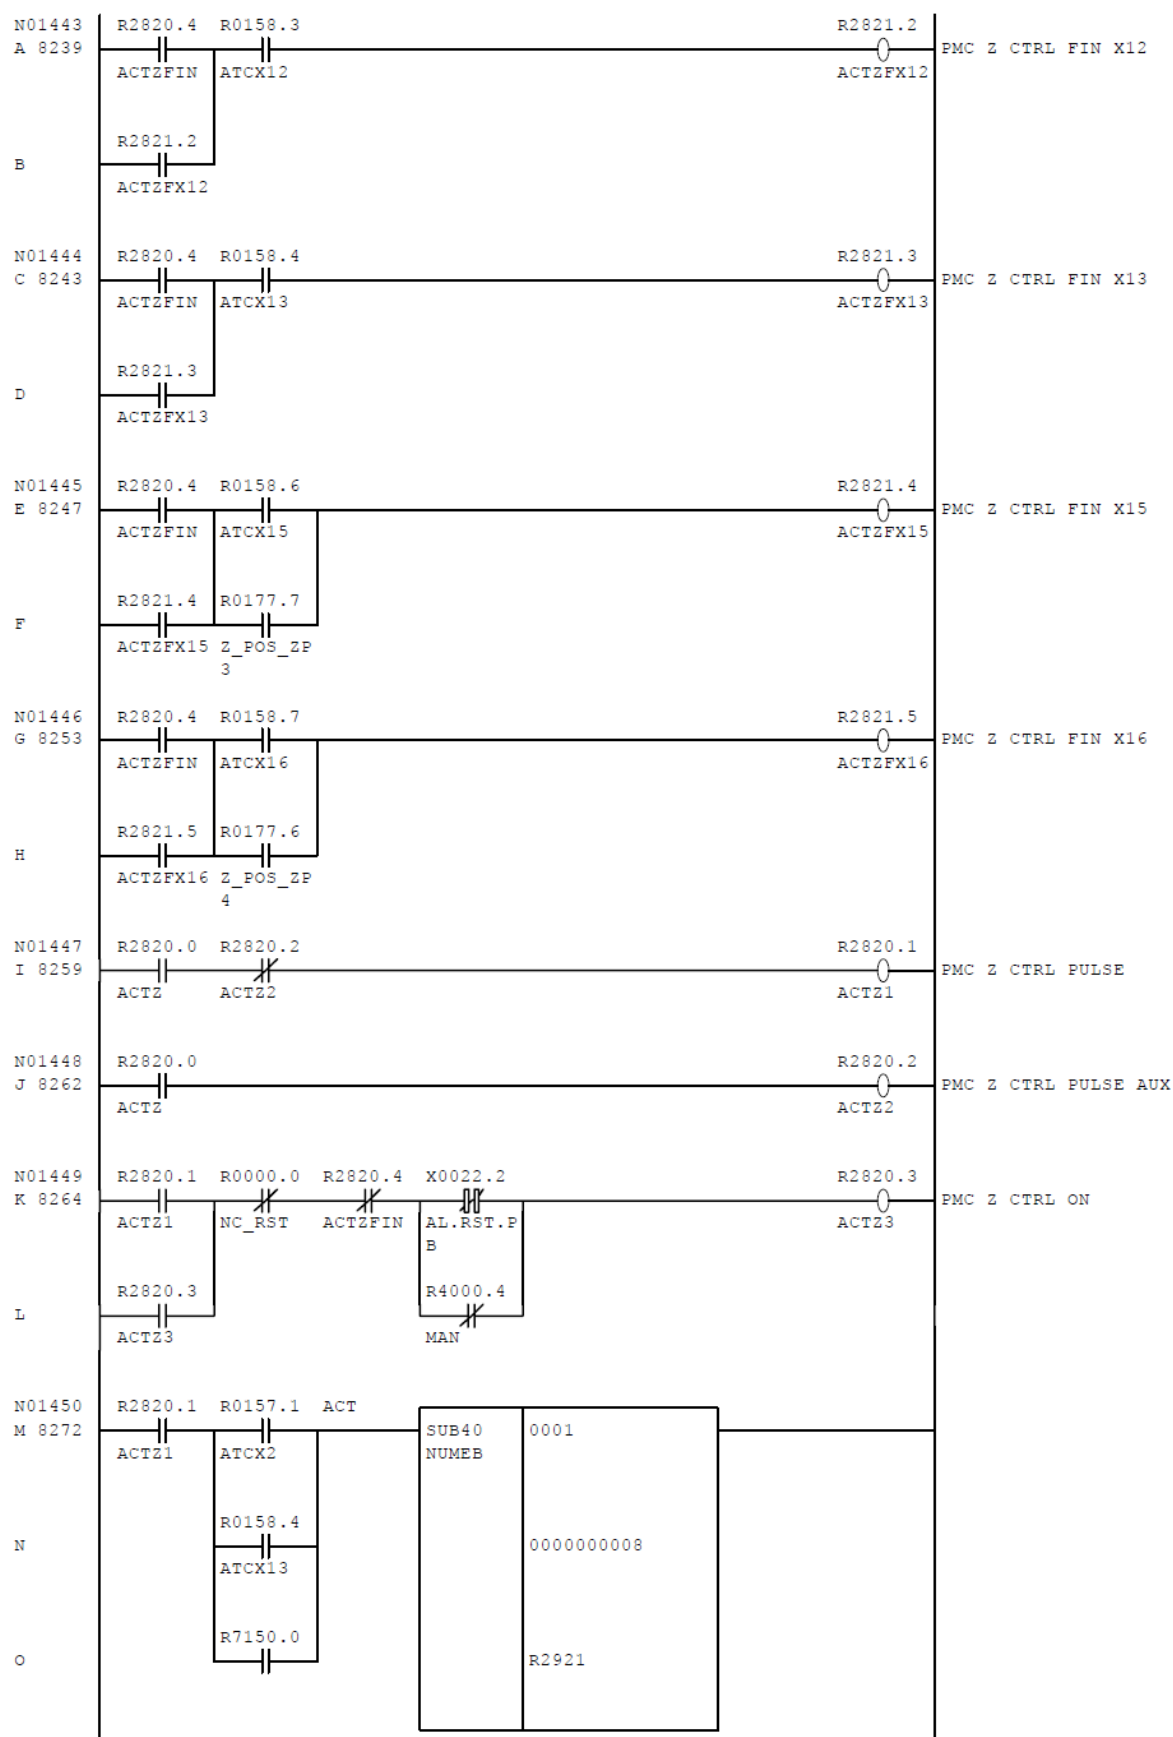 N01443 R2820.4 R0158.3 R2821.2
A 8239 PMC Z CTRL FIN X12
ACTZFIN ATCX12 ACTZFX12
R2821.2
B
ACTZFX12
N01444 R2820.4 R0158.4 R2821.3
C 8243 PMC Z CTRL FIN X13
ACTZFIN ATCX13 ACTZFX13
R2821.3
D
ACTZFX13
N01445 R2820.4 R0158.6 R2821.4
E 8247 PMC Z CTRL FIN X15
ACTZFIN ATCX15 ACTZFX15
R2821.4 R0177.7
F
ACTZFX15 Z_POS_ZP
3
N01446 R2820.4 R0158.7 R2821.5
G 8253 PMC Z CTRL FIN X16
ACTZFIN ATCX16 ACTZFX16
R2821.5 R0177.6
H
ACTZFX16 Z_POS_ZP
4
N01447 R2820.0 R2820.2 R2820.1
I 8259 PMC Z CTRL PULSE
ACTZ ACTZ2 ACTZ1
N01448 R2820.0 R2820.2
J 8262 PMC Z CTRL PULSE AUX
ACTZ ACTZ2
N01449 R2820.1 R0000.0 R2820.4 X0022.2 R2820.3
K 8264 PMC Z CTRL ON
ACTZ1 NC_RST ACTZFIN AL.RST.P ACTZ3
B
R2820.3 R4000.4
L
ACTZ3 MAN
N01450 R2820.1 R0157.1 ACT
M 8272 SUB40 0001
ACTZ1 ATCX2 NUMEB
R0158.4
N 0000000008
ATCX13
R7150.0
O R2921